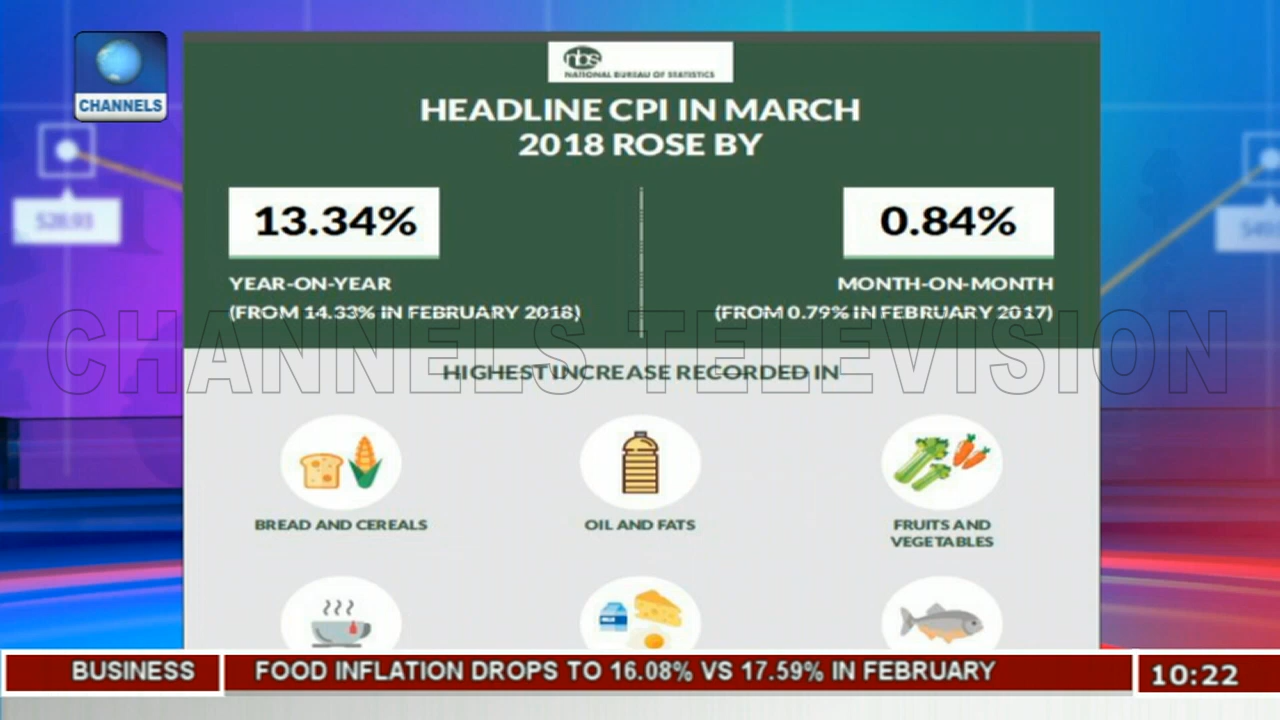 CHANNELS
nbs
NATIONAL BUREAU OF STATISTICS
HEADLINE CPI IN MARCH
2018 ROSE BY
13.34%
0.84%
YEAR-ON-YEAR
(FROM 14.33% IN FEBRUARY 2018)
MONTH-ON-MONTH
(FROM 0.79% IN FEBRUARY 2017)
CHANNELS TELEVISION
HIGHEST INCREASE RECORDED IN
BREAD AND CEREALS
OIL AND FATS
FRUITS AND
VEGETABLES
MILK
BUSINESS
FOOD INFLATION DROPS TO 16.08% VS 17.59% IN FEBRUARY
10:22